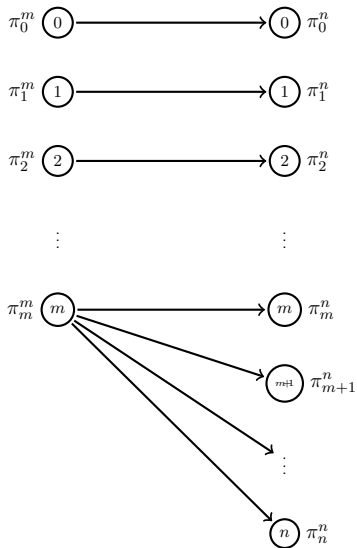 π_0^m 0 0 π_0^n
π_1^m 1 1 π_1^n
π_2^m 2 2 π_2^n
⋮ ⋮
π_m^m m m π_m^n
m+1 π_{m+1}^n
⋮
n π_n^n